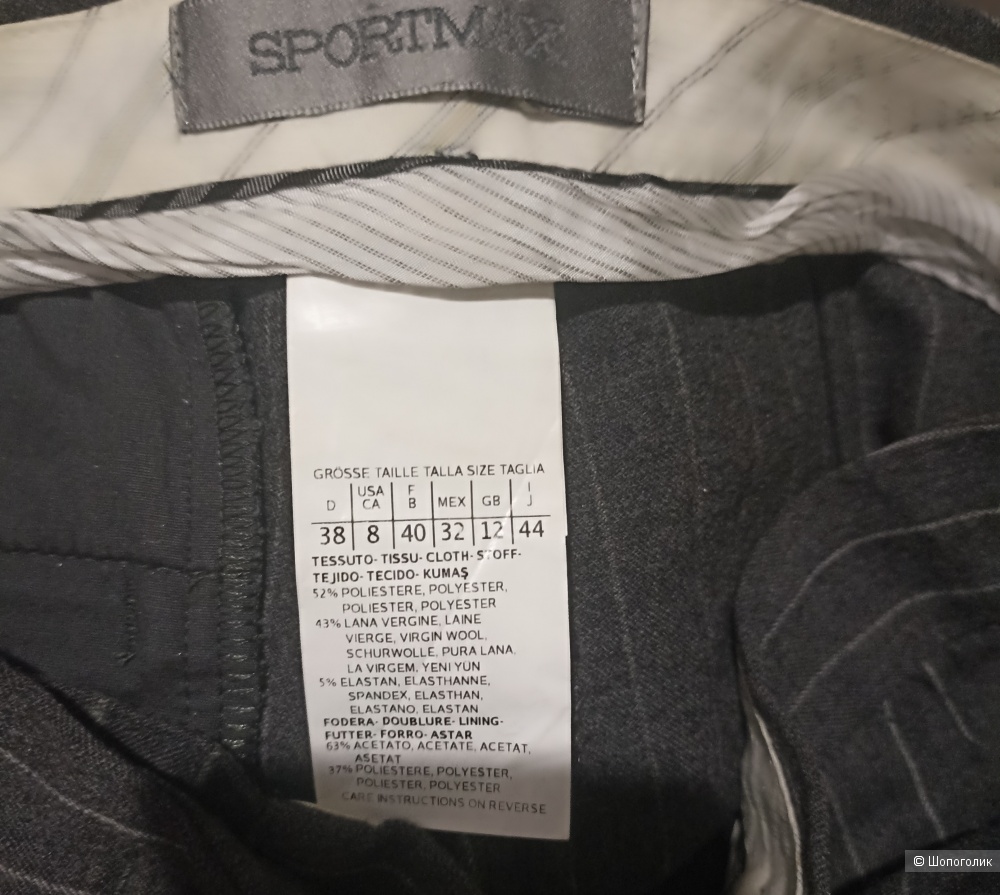 SPORTMAX
GRÖSSE TAILLE TALLA SIZE TAGLIA
D USA CA F B MEX GB I J
38 8 40 32 12 44
TESSUTO- TISSU- CLOTH- STOFF-
TEJIDO- TECIDO- KUMAŞ
52% POLIESTERE, POLYESTER,
POLIESTER, POLYESTER
43% LANA VERGINE, LAINE
VIERGE, VIRGIN WOOL,
SCHURWOLLE, PURA LANA,
LA VIRGEM, YENI YÜN
5% ELASTAN, ELASTHANNE,
SPANDEX, ELASTHAN,
ELASTANO, ELASTAN
FODERA- DOUBLURE- LINING-
FUTTER- FORRO- ASTAR
63% ACETATO, ACETATE, ACETAT,
ASETAT
37% POLIESTERE, POLYESTER,
POLIESTER, POLYESTER
CARE INSTRUCTIONS ON REVERSE
© Шопоголик